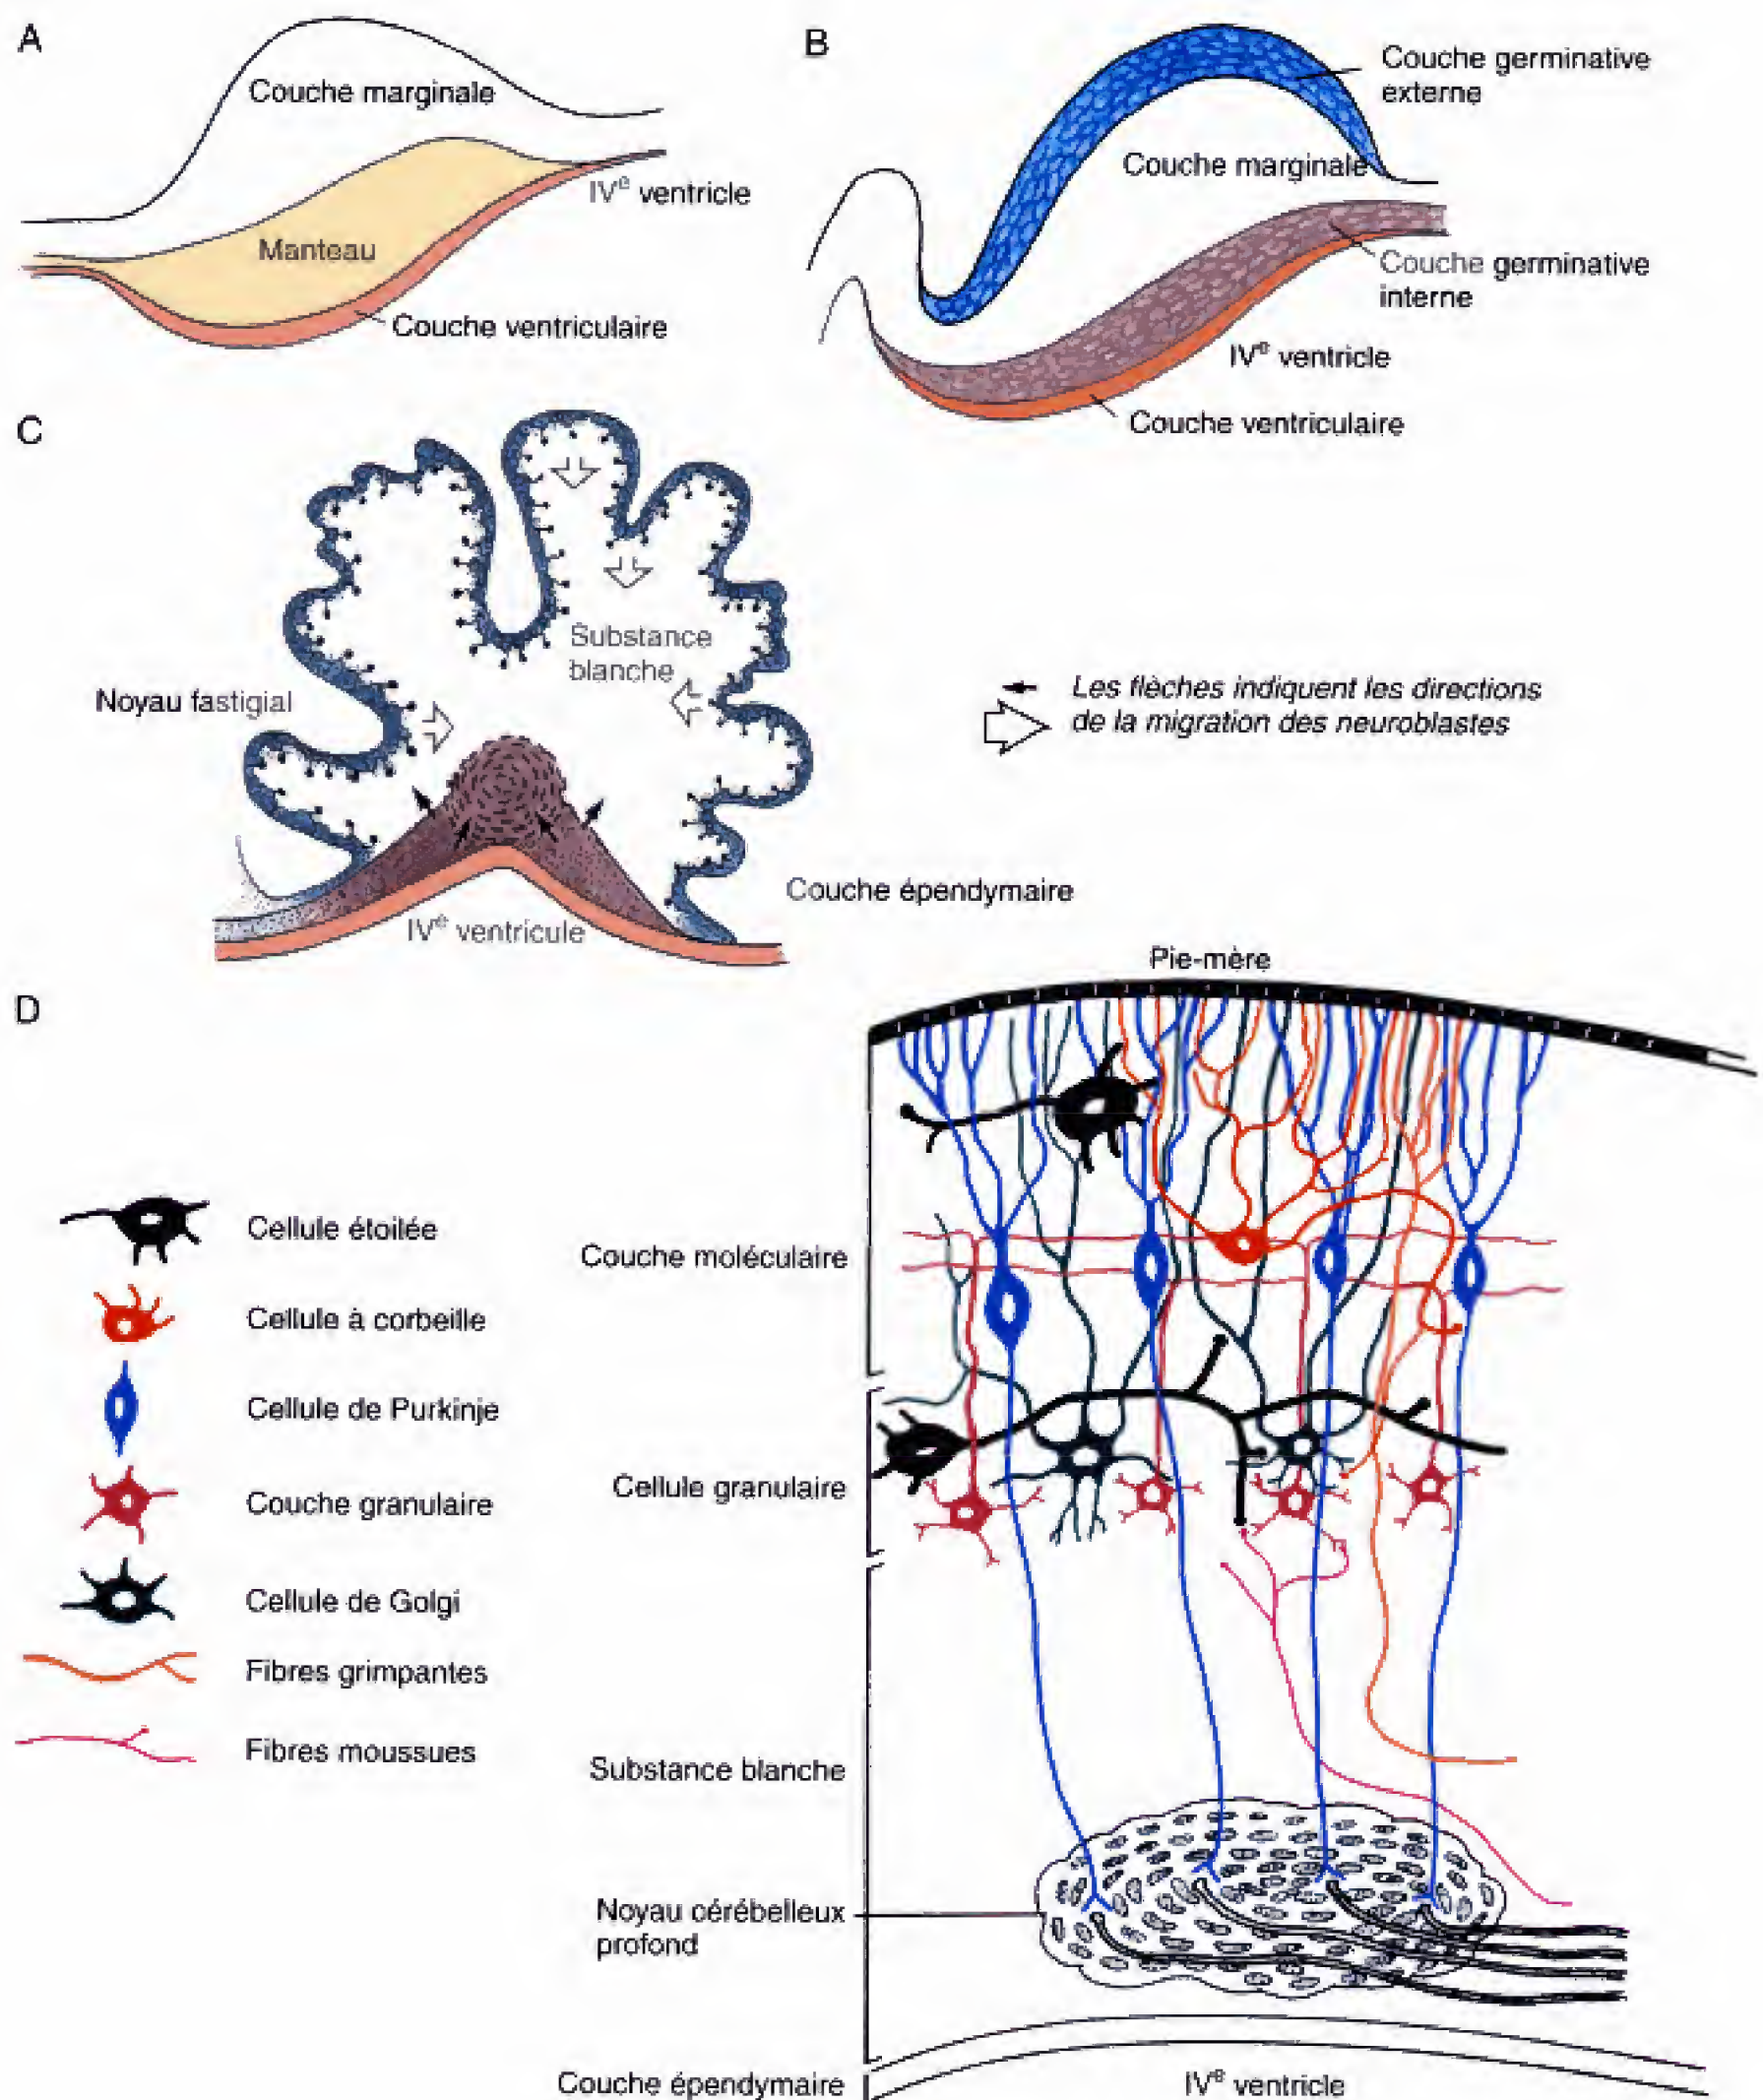 A
Couche marginale
IVe ventricle
Manteau
Couche ventriculaire
B
Couche germinative
externe
Couche marginale
Couche germinative
interne
IVe ventricle
Couche ventriculaire
C
Substance
blanche
Noyau fastigial
Les flèches indiquent les directions
de la migration des neuroblastes
Couche épendymaire
IVe ventricule
D
Pie-mère
Cellule étoilée
Cellule à corbeille
Cellule de Purkinje
Couche granulaire
Cellule de Golgi
Fibres grimpantes
Fibres moussues
Couche moléculaire
Cellule granulaire
Substance blanche
Noyau cérébelleux
profond
Couche épendymaire
IVe ventricle